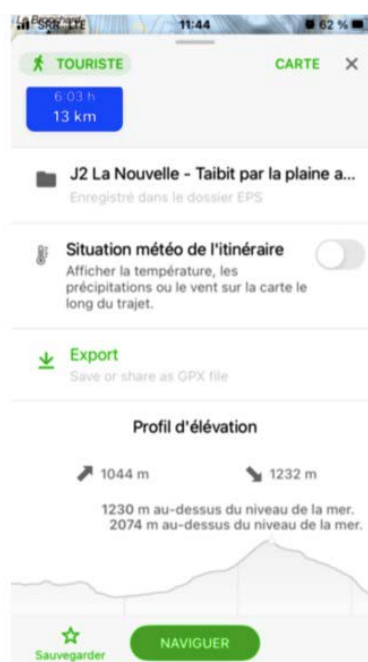 SRR LTE 11:44 62 %
TOURISTE CARTE
6:03 h
13 km
J2 La Nouvelle - Taibit par la plaine a...
Enregistré dans le dossier EPS
Situation météo de l'itinéraire
Afficher la température, les
précipitations ou le vent sur la carte le
long du trajet.
Export
Save or share as GPX file
Profil d'élévation
1044 m 1232 m
1230 m au-dessus du niveau de la mer.
2074 m au-dessus du niveau de la mer.
Sauvegarder NAVIGUER